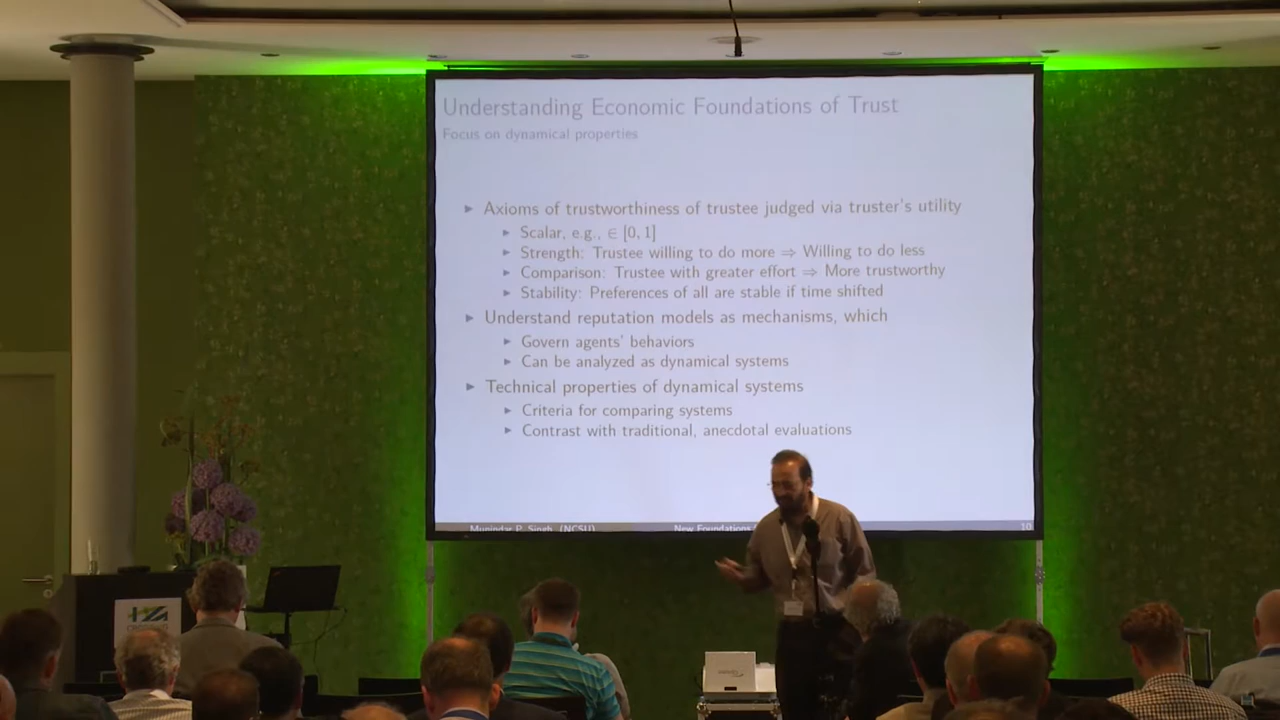 Understanding Economic Foundations of Trust
Focus on dynamical properties
▶ Axioms of trustworthiness of trustee judged via truster's utility
▶ Scalar, e.g., ∈ [0, 1]
▶ Strength: Trustee willing to do more ⇒ Willing to do less
▶ Comparison: Trustee with greater effort ⇒ More trustworthy
▶ Stability: Preferences of all are stable if time shifted
▶ Understand reputation models as mechanisms, which
▶ Govern agents' behaviors
▶ Can be analyzed as dynamical systems
▶ Technical properties of dynamical systems
▶ Criteria for comparing systems
▶ Contrast with traditional, anecdotal evaluations
Munindar P. Singh (NCSU) New Foundations 10